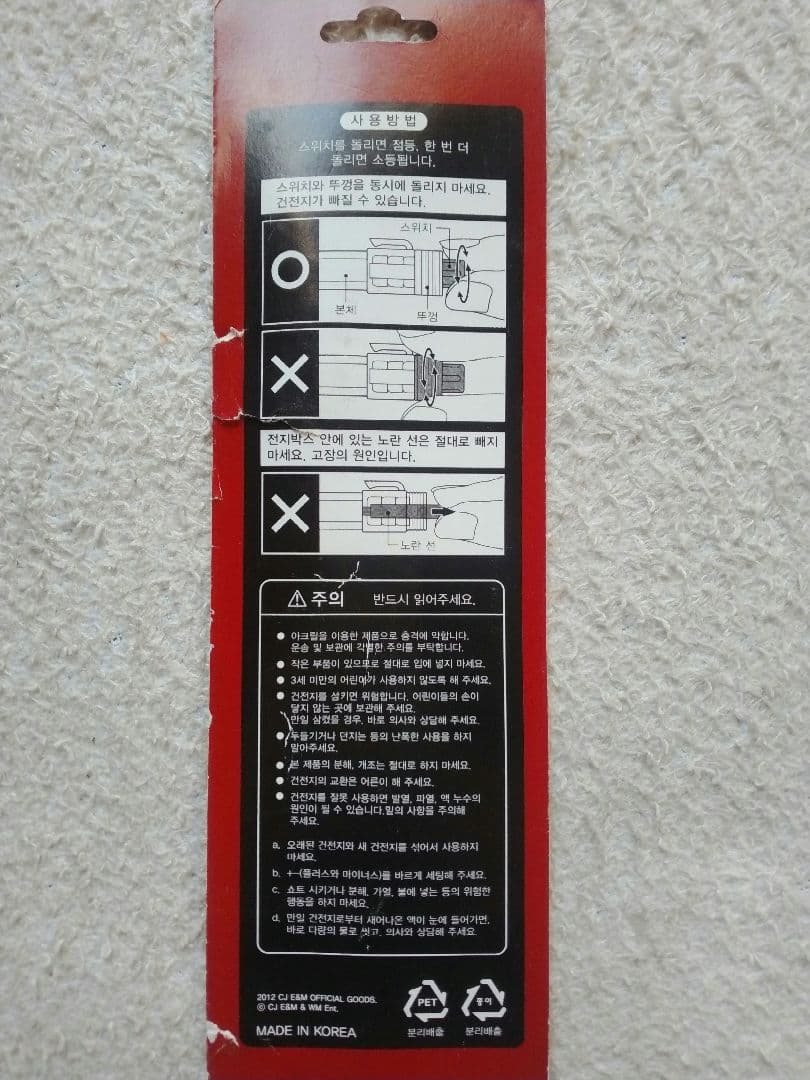 사용방법
스위치를 돌리면 점등, 한 번 더
돌리면 소등됩니다.
스위치와 뚜껑을 동시에 돌리지 마세요.
건전지가 빠질 수 있습니다.
스위치
본체
뚜껑
전지박스 안에 있는 노란 선은 절대로 빼지
마세요. 고장의 원인입니다.
노란 선
주의 반드시 읽어주세요.
● 아크릴을 이용한 제품으로 충격에 약합니다.
운송 및 보관에 각별한 주의를 부탁합니다.
● 작은 부품이 있으므로 절대로 입에 넣지 마세요.
● 3세 미만의 어린이가 사용하지 않도록 해 주세요.
● 건전지를 삼키면 위험합니다. 어린이들의 손이
닿지 않는 곳에 보관해 주세요.
만일 삼켰을 경우, 바로 의사와 상담해 주세요.
● 두들기거나 던지는 등의 난폭한 사용을 하지
말아주세요.
● 본 제품의 분해, 개조는 절대로 하지 마세요.
● 건전지의 교환은 어른이 해 주세요.
● 건전지를 잘못 사용하면 발열, 파열, 액 누수의
원인이 될 수 있습니다.밑의 사항을 주의해
주세요.
a. 오래된 건전지와 새 건전지를 섞어서 사용하지
마세요.
b. +-(플러스와 마이너스)를 바르게 세팅해 주세요.
c. 쇼트 시키거나 분해, 가열, 불에 넣는 등의 위험한
행동을 하지 마세요.
d. 만일 건전지로부터 새어나온 액이 눈에 들어가면,
바로 다량의 물로 씻고, 의사와 상담해 주세요.
2012 CJ E&M OFFICIAL GOODS.
© CJ E&M & WM Ent.
MADE IN KOREA
PET
분리배출
종이
분리배출